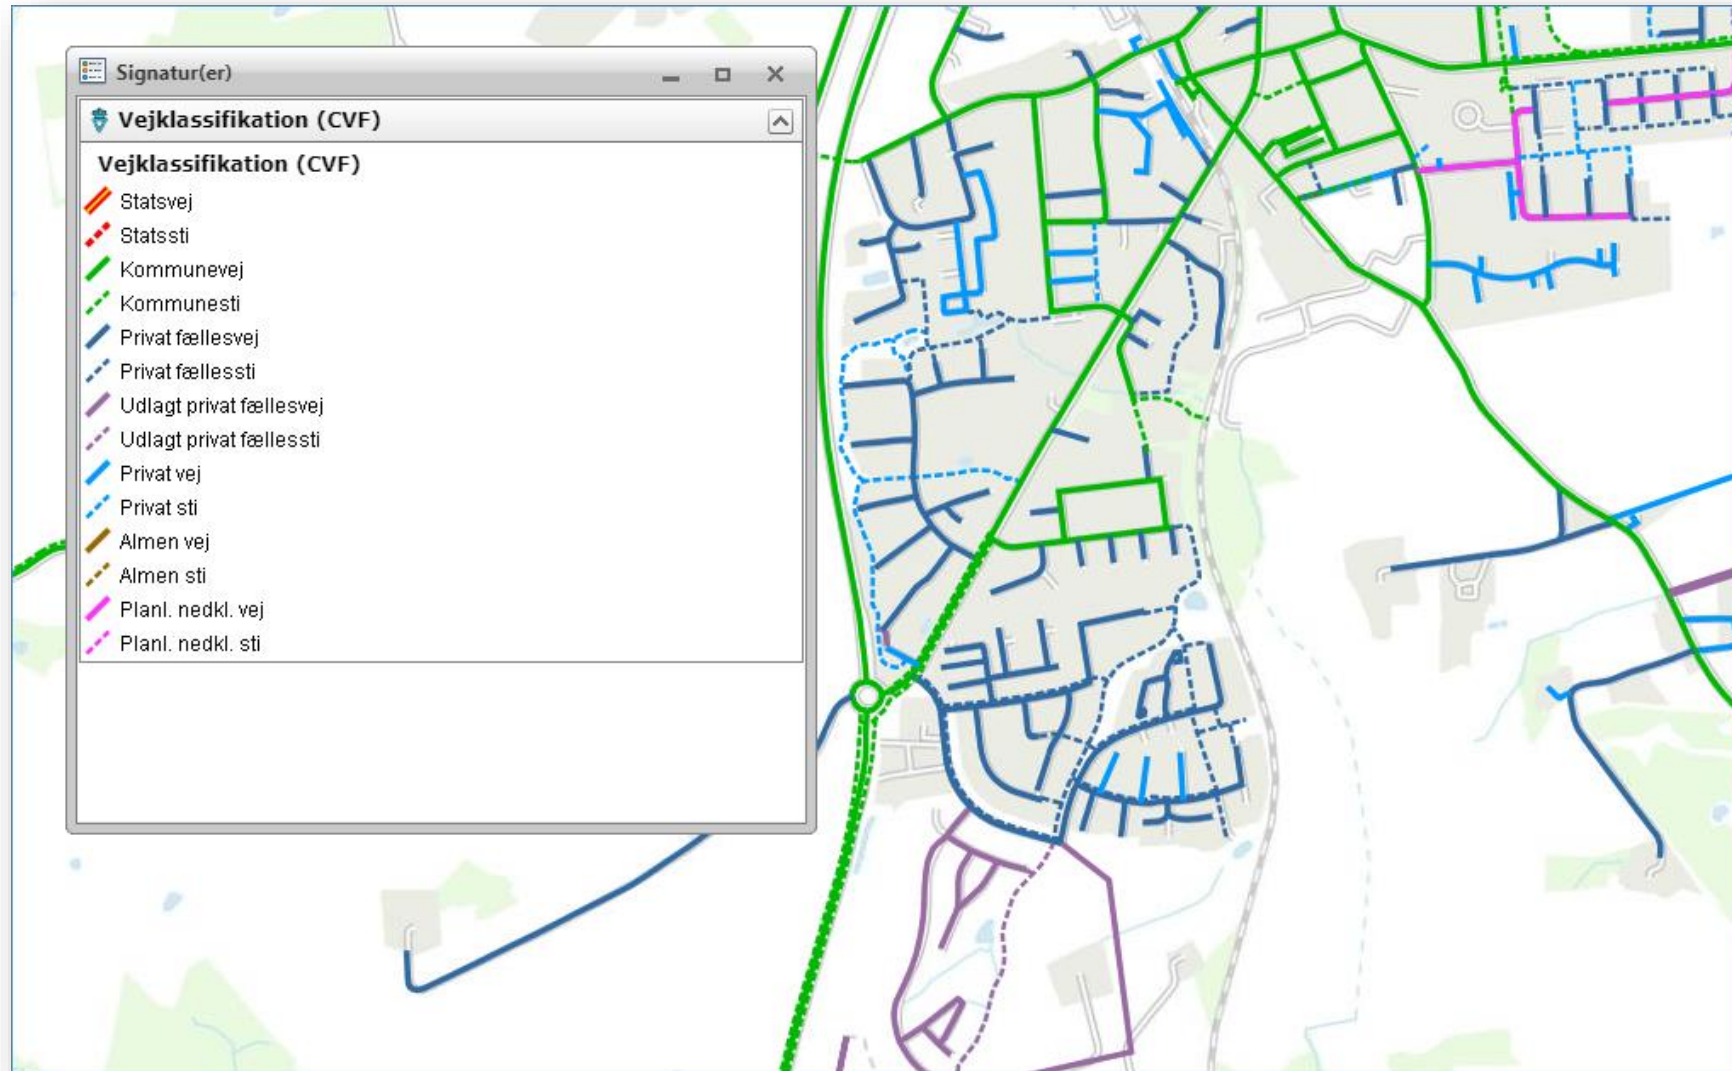 Signatur(er)
Vejklassifikation (CVF)
Vejklassifikation (CVF)
Statsvej
Statssti
Kommunevej
Kommunesti
Privat fællesvej
Privat fællessti
Udlagt privat fællesvej
Udlagt privat fællessti
Privat vej
Privat sti
Almen vej
Almen sti
Planl. nedkl. vej
Planl. nedkl. sti